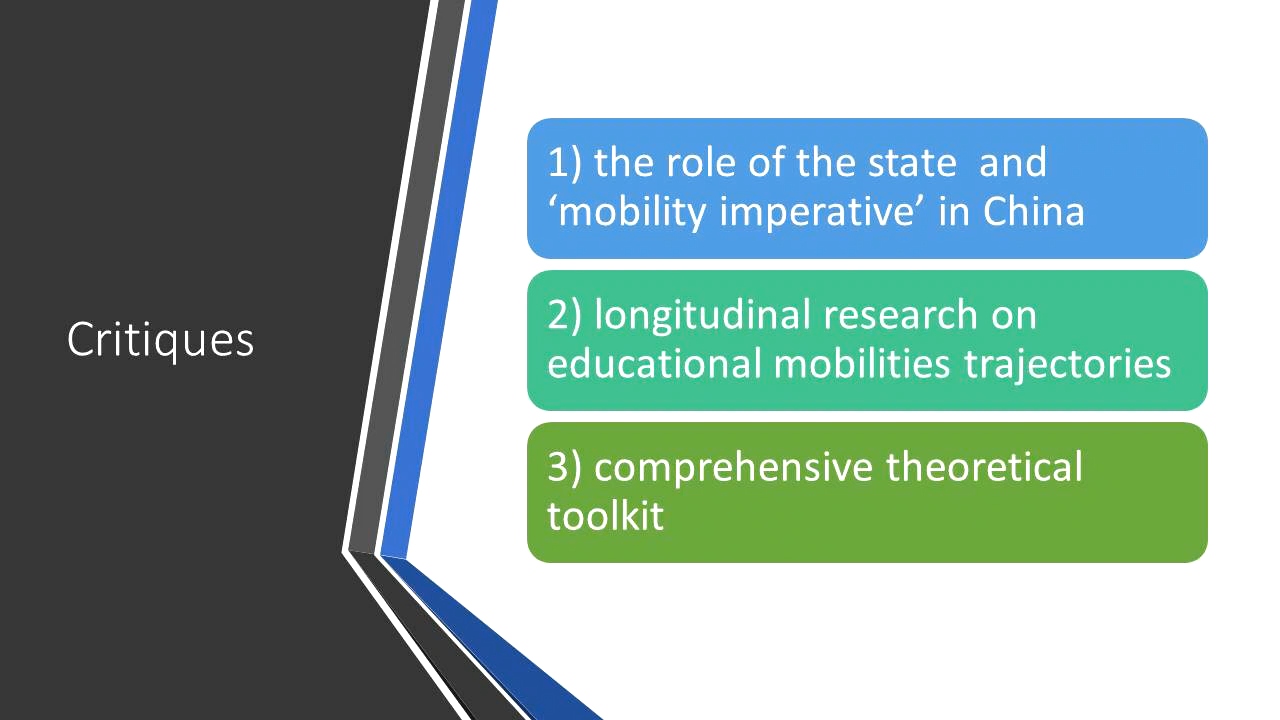 Critiques
1) the role of the state  and
‘mobility imperative’ in China
2) longitudinal research on
educational mobilities trajectories
3) comprehensive theoretical
toolkit